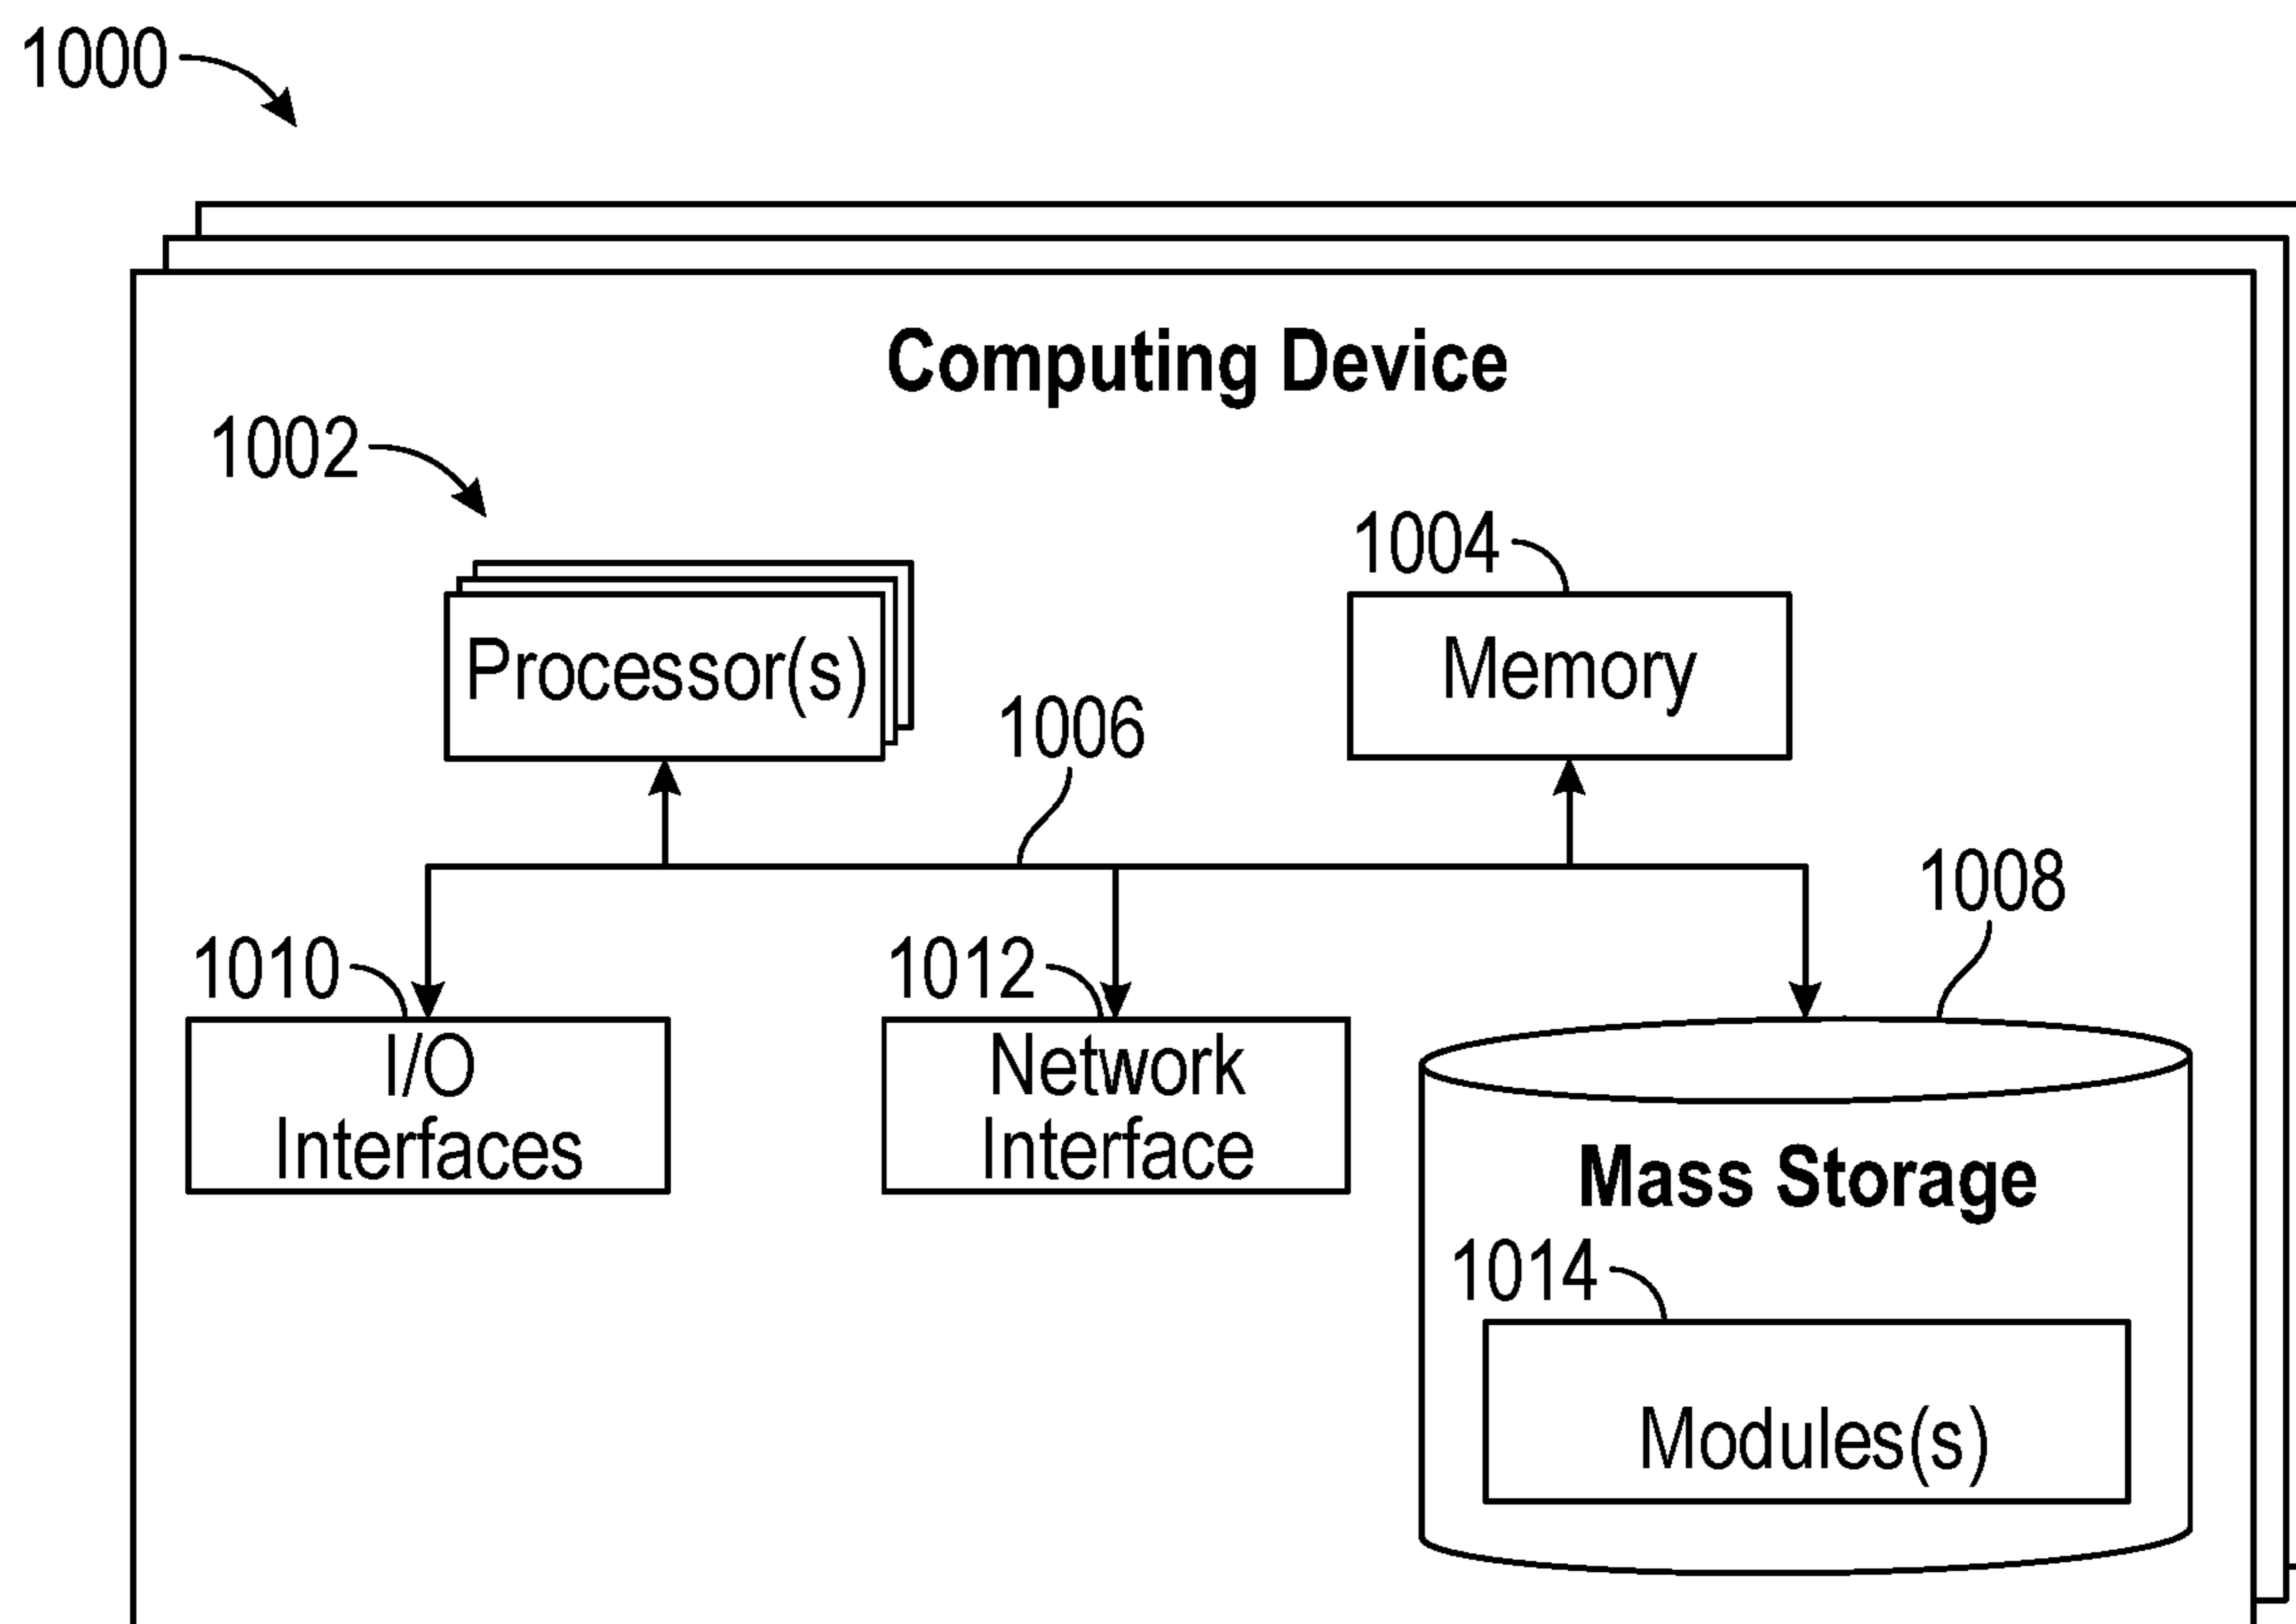 1000
Computing Device
1002
1004
Processor(s)
Memory
1006
1008
1010
1012
I/O
Interfaces
Network
Interface
Mass Storage
1014
Modules(s)